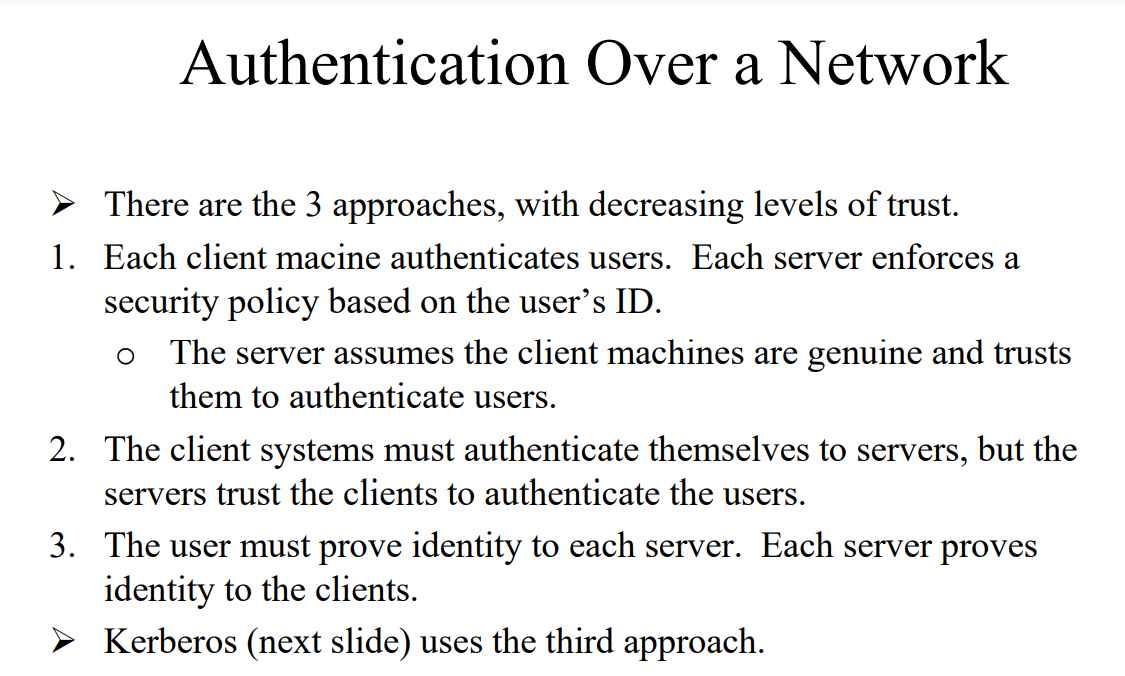 Authentication Over a Network
➢ There are the 3 approaches, with decreasing levels of trust.
1. Each client macine authenticates users.  Each server enforces a
security policy based on the user’s ID.
o The server assumes the client machines are genuine and trusts
them to authenticate users.
2. The client systems must authenticate themselves to servers, but the
servers trust the clients to authenticate the users.
3. The user must prove identity to each server.  Each server proves
identity to the clients.
➢ Kerberos (next slide) uses the third approach.